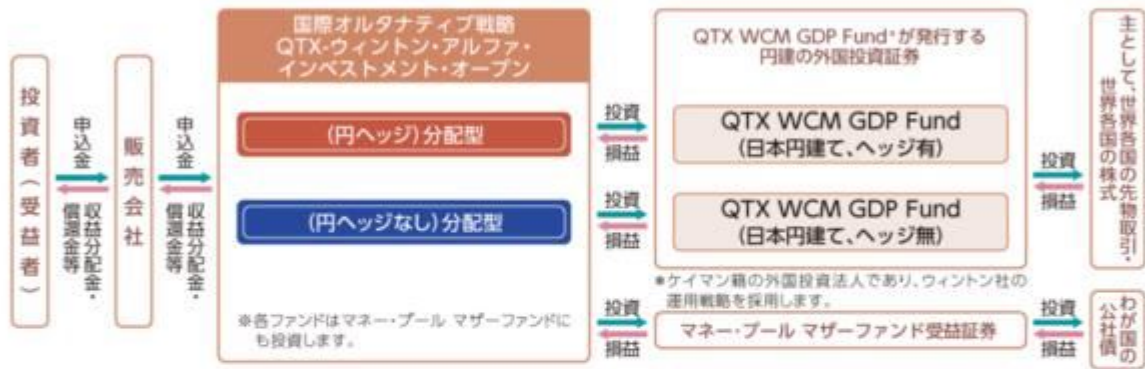 投資者(受益者)
申込金
収益分配金・
償還金等
販売会社
申込金
収益分配金・
償還金等
国際オルタナティブ戦略
QTX-ウィントン・アルファ・
インベストメント・オープン
(円ヘッジ)分配型
(円ヘッジなし)分配型
※各ファンドはマネー・プール マザーファンドに
も投資します。
投資
損益
投資
損益
投資
損益
QTX WCM GDP Fund*が発行する
円建の外国投資証券
QTX WCM GDP Fund
(日本円建て、ヘッジ有)
QTX WCM GDP Fund
(日本円建て、ヘッジ無)
*ケイマン籍の外国投資法人であり、ウィントン社の
運用戦略を採用します。
マネー・プール マザーファンド受益証券
投資
損益
投資
損益
主として、世界各国の先物取引・
世界各国の株式
わが国の
公社債